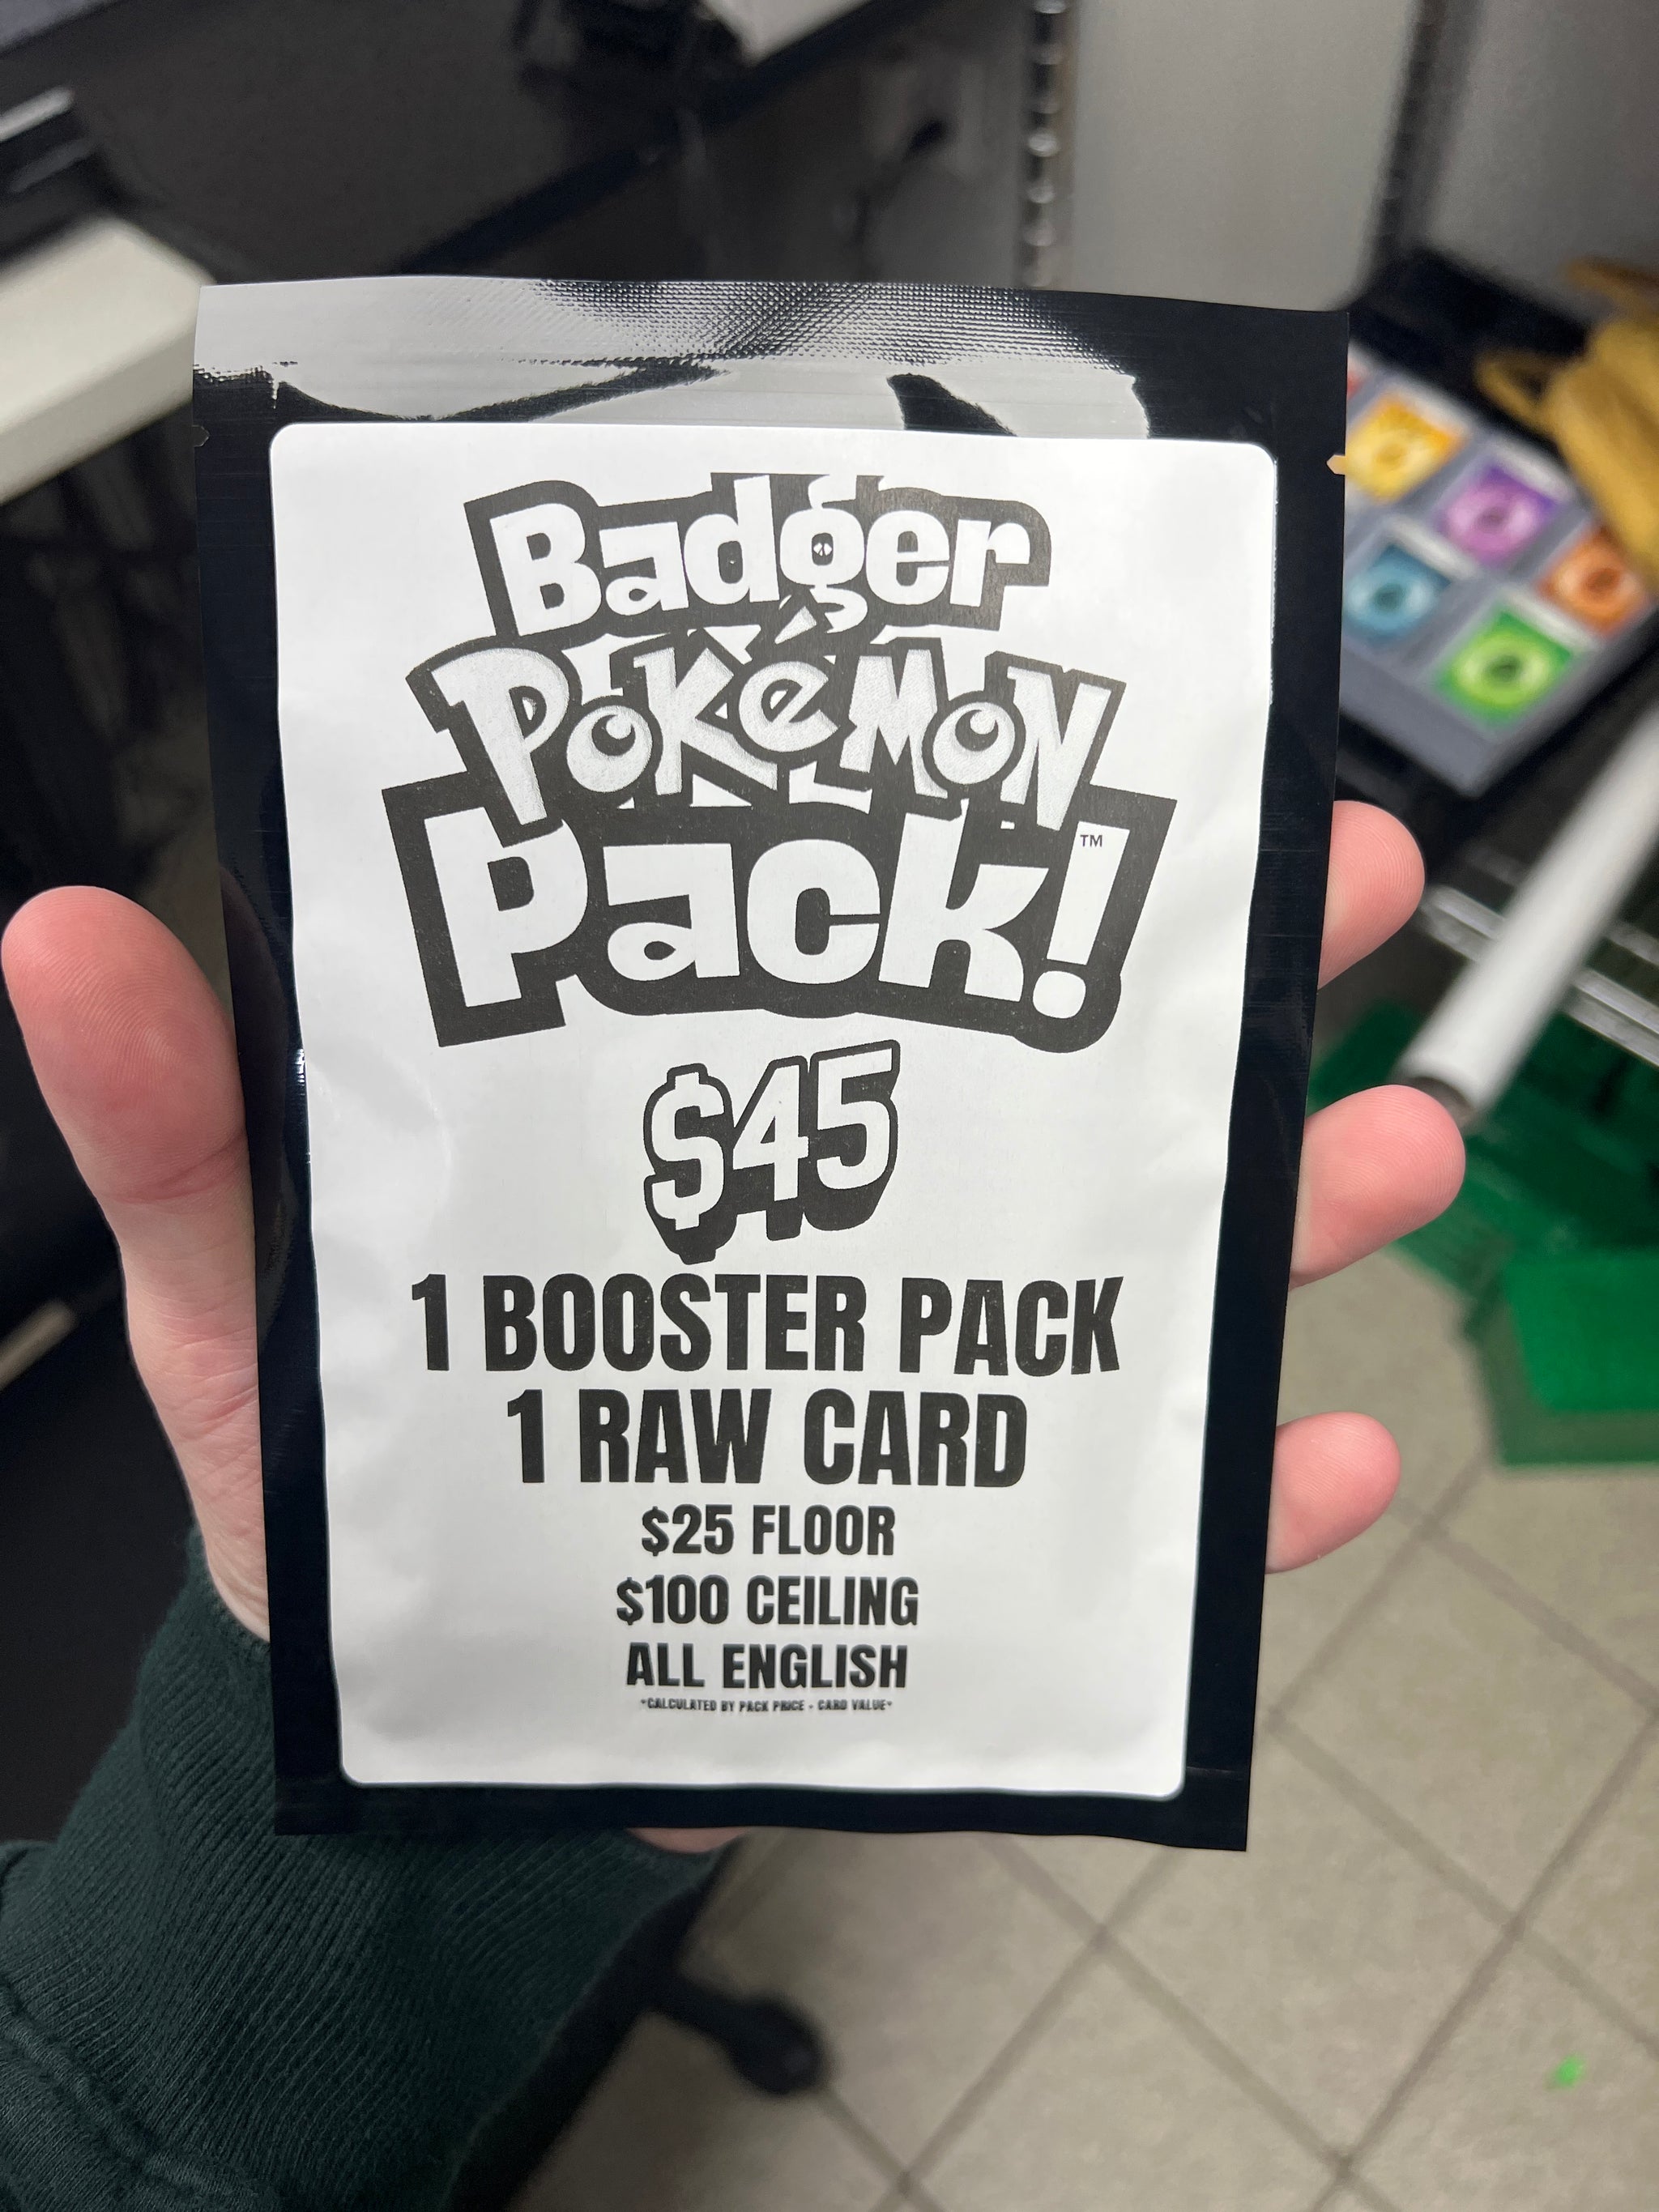 Badger
Pokémon
Pack!™
$45
1 BOOSTER PACK
1 RAW CARD
$25 FLOOR
$100 CEILING
ALL ENGLISH
*CALCULATED BY PACK PRICE + CARD VALUE*